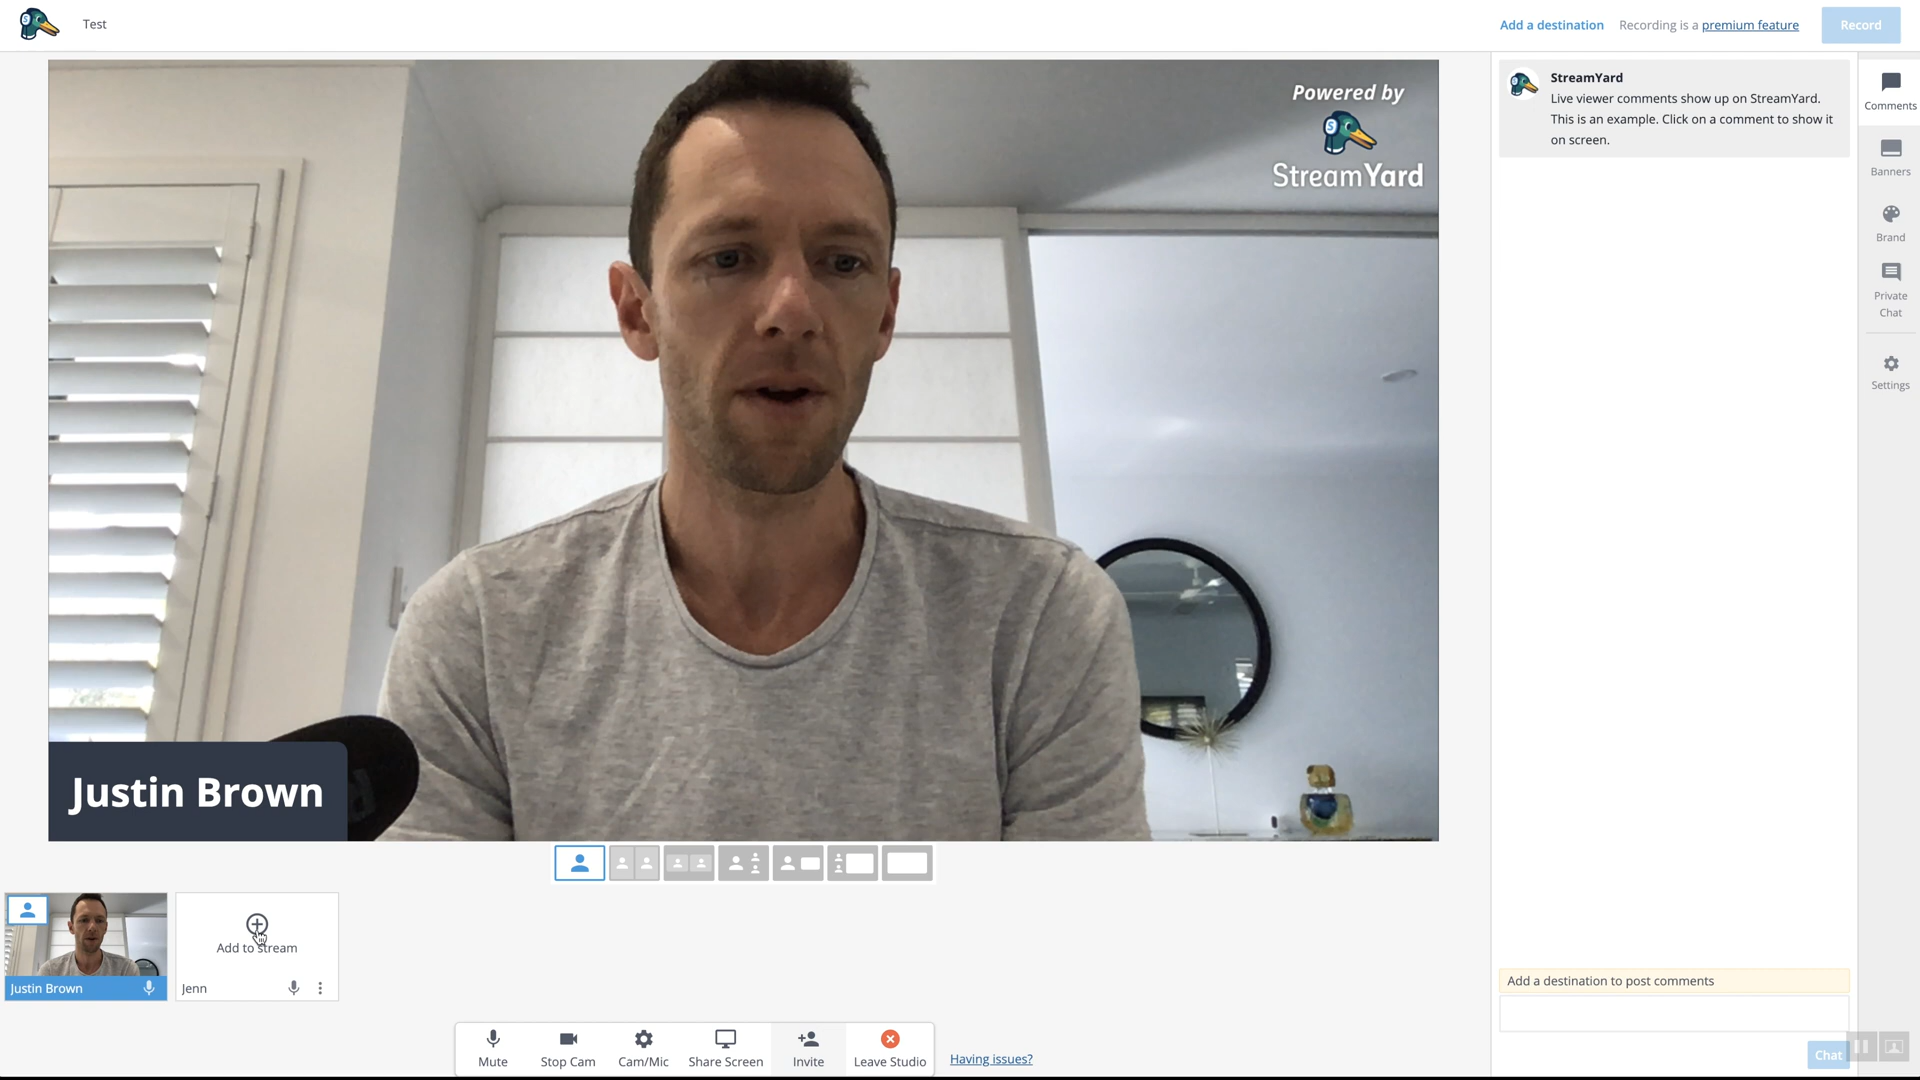 Test
Add a destination
Recording is a premium feature
Record
Powered by
StreamYard
Justin Brown
StreamYard
Live viewer comments show up on StreamYard.
This is an example. Click on a comment to show it
on screen.
Comments
Banners
Brand
Private
Chat
Settings
Justin Brown
Add to stream
Jenn
Add a destination to post comments
Chat
Mute
Stop Cam
Cam/Mic
Share Screen
Invite
Leave Studio
Having issues?